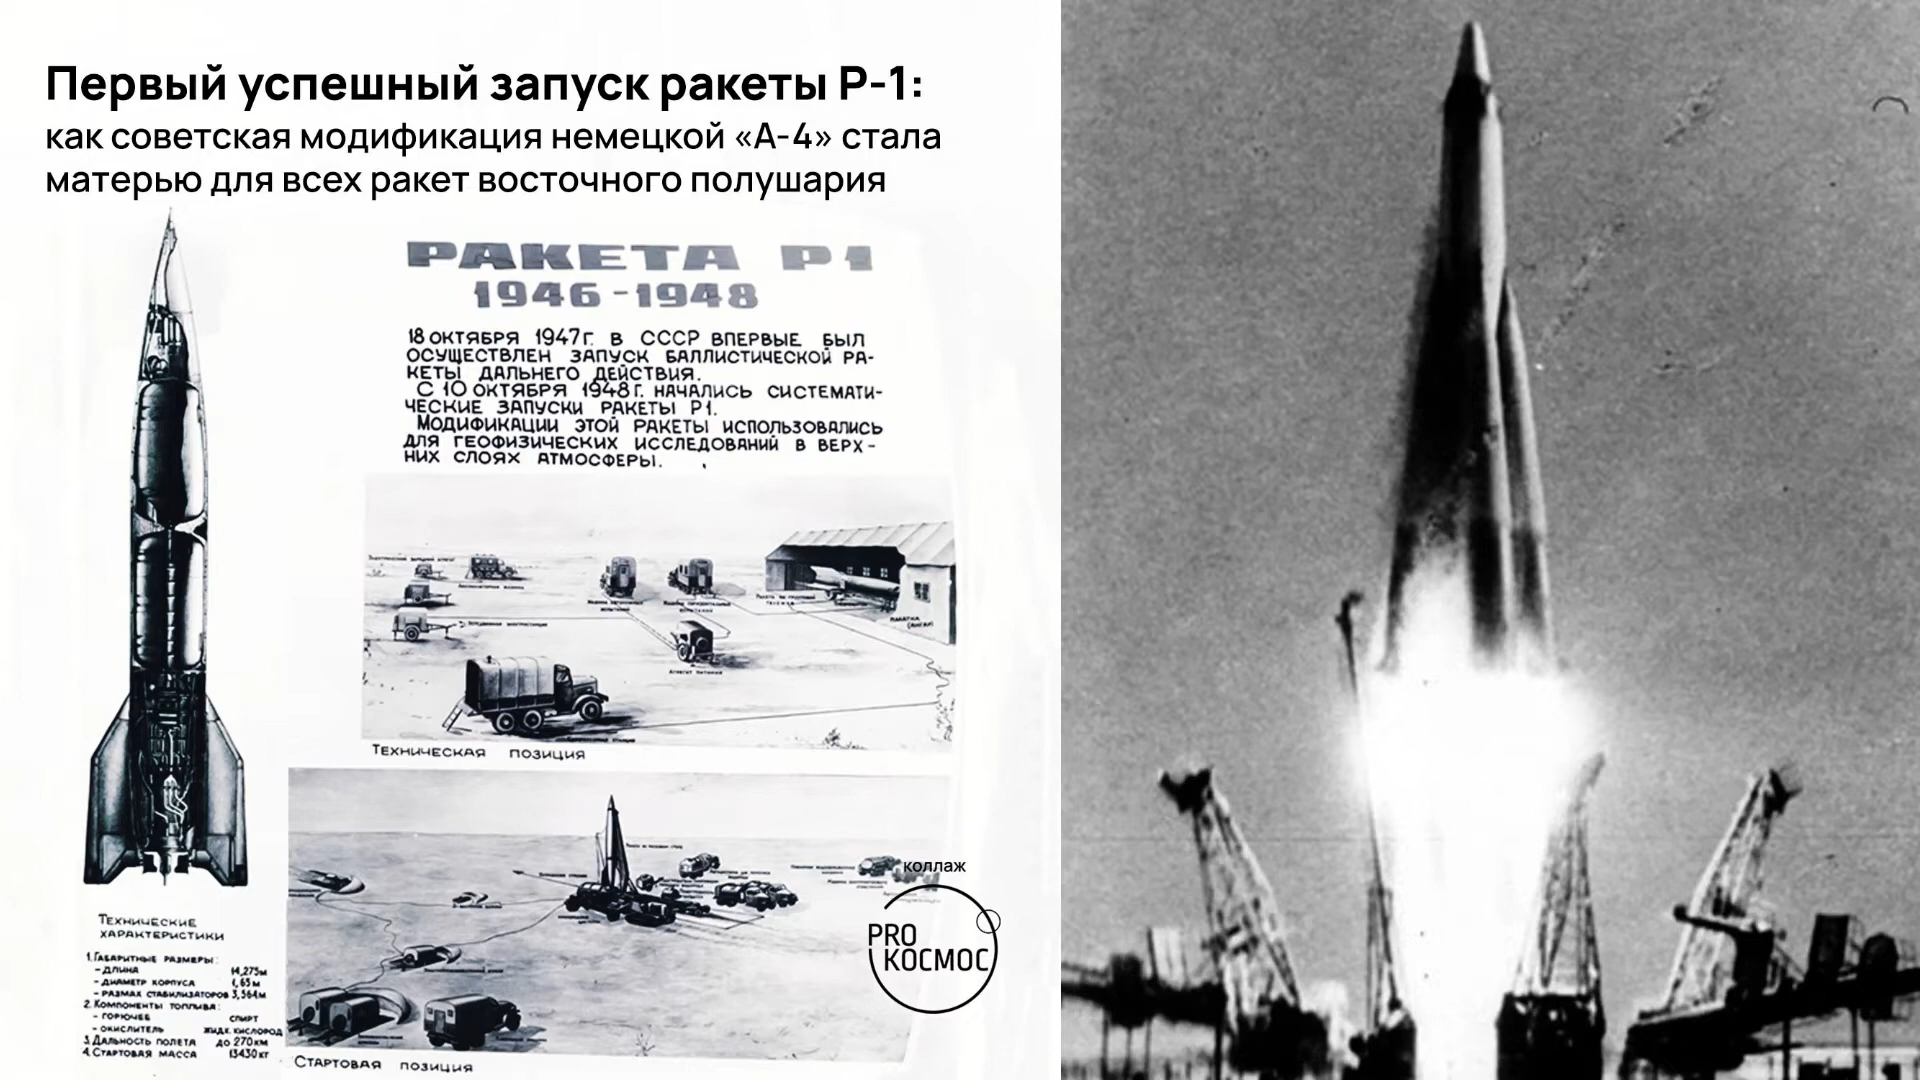 Первый успешный запуск ракеты Р-1:
как советская модификация немецкой «А-4» стала
матерью для всех ракет восточного полушария
РАКЕТА Р1
1946-1948
18 ОКТЯБРЯ 1947Г. В СССР ВПЕРВЫЕ БЫЛ
ОСУЩЕСТВЛЕН ЗАПУСК БАЛЛИСТИЧЕСКОЙ РА-
КЕТЫ ДАЛЬНЕГО ДЕЙСТВИЯ.
С 10 ОКТЯБРЯ 1948Г. НАЧАЛИСЬ СИСТЕМАТИ-
ЧЕСКИЕ ЗАПУСКИ РАКЕТЫ Р1.
МОДИФИКАЦИИ ЭТОЙ РАКЕТЫ ИСПОЛЬЗОВАЛИСЬ
ДЛЯ ГЕОФИЗИЧЕСКИХ ИССЛЕДОВАНИЙ В ВЕРХ-
НИХ СЛОЯХ АТМОСФЕРЫ.
ПАЛАТКА
(АНГАР)
АГРЕГАТ ПИТАНИЯ
ТЕХНИЧЕСКАЯ ПОЗИЦИЯ
коллаж
PRO
КОСМОС
ТЕХНИЧЕСКИЕ
ХАРАКТЕРИСТИКИ
1. ГАБАРИТНЫЕ РАЗМЕРЫ:
- ДЛИНА 14,275м
- ДИАМЕТР КОРПУСА 1,65м
- РАЗМАХ СТАБИЛИЗАТОРОВ 3,564м
2. КОМПОНЕНТЫ ТОПЛИВА:
- ГОРЮЧЕЕ СПИРТ
- ОКИСЛИТЕЛЬ ЖИДК. КИСЛОРОД
3. ДАЛЬНОСТЬ ПОЛЕТА ДО 270КМ
4. СТАРТОВАЯ МАССА 13430КГ
СТАРТОВАЯ ПОЗИЦИЯ